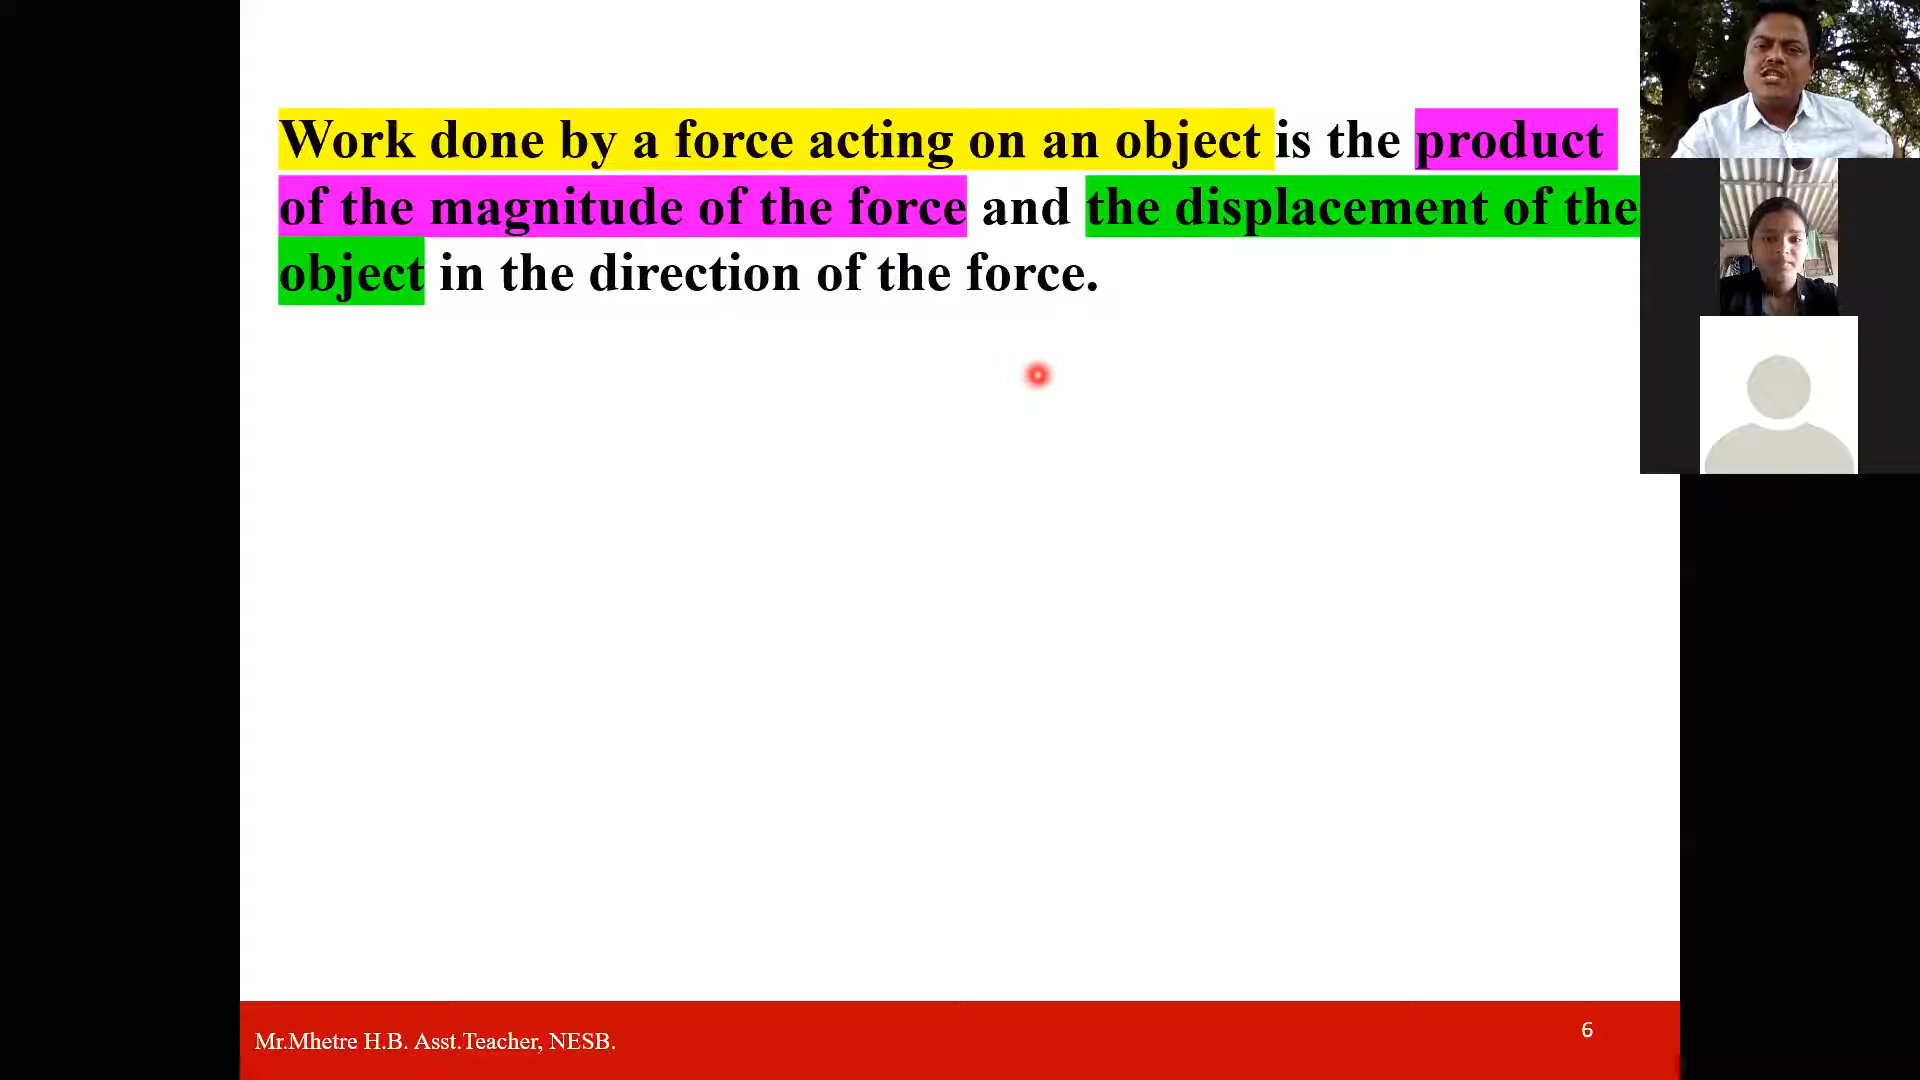 Work done by a force acting on an object is the product
of the magnitude of the force and the displacement of the
object in the direction of the force.
Mr.Mhetre H.B. Asst.Teacher, NESB.
6